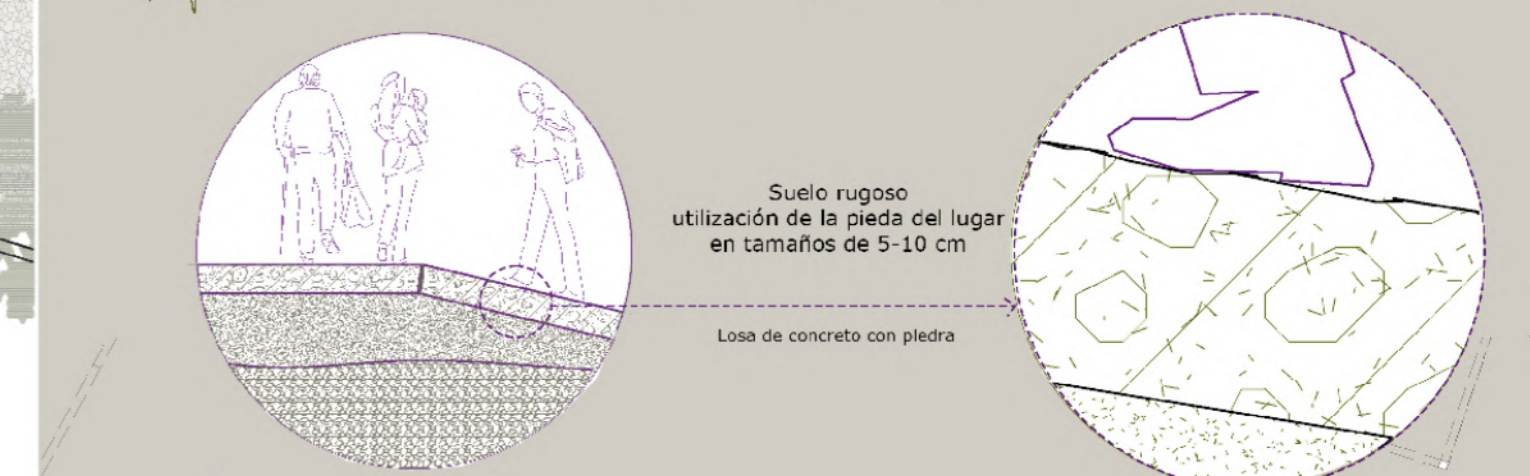 Suelo rugoso
utilización de la pieda del lugar
en tamaños de 5-10 cm
Losa de concreto con piedra